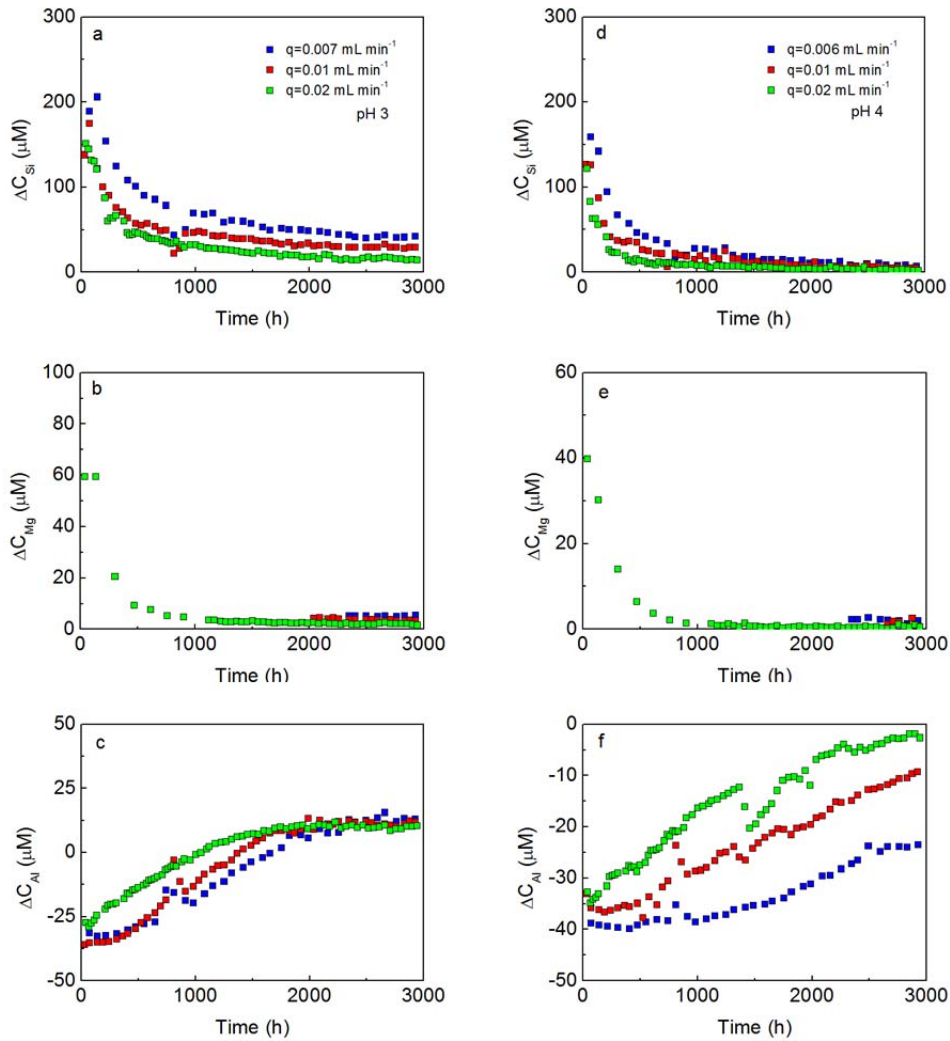 a
q=0.007 mL min⁻¹
q=0.01 mL min⁻¹
q=0.02 mL min⁻¹
pH 3
300
200
100
0
ΔC_Si (μM)
0 1000 2000 3000
Time (h)
d
q=0.006 mL min⁻¹
q=0.01 mL min⁻¹
q=0.02 mL min⁻¹
pH 4
300
200
100
0
ΔC_Si (μM)
0 1000 2000 3000
Time (h)
b
100
80
60
40
20
0
ΔC_Mg (μM)
0 1000 2000 3000
Time (h)
e
60
40
20
0
ΔC_Mg (μM)
0 1000 2000 3000
Time (h)
c
50
25
0
-25
-50
ΔC_Al (μM)
0 1000 2000 3000
Time (h)
f
-0
-10
-20
-30
-40
-50
ΔC_Al (μM)
0 1000 2000 3000
Time (h)